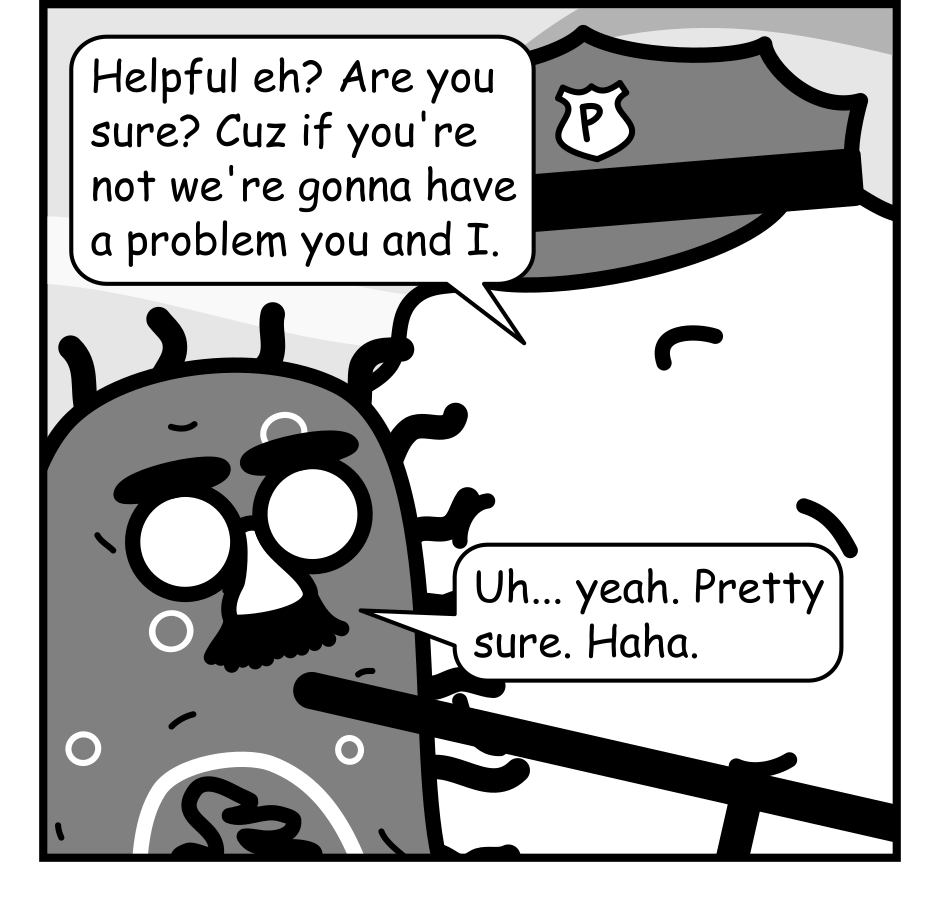 Helpful eh? Are you
sure? Cuz if you're
not we're gonna have
a problem you and I.
P
Uh... yeah. Pretty
sure. Haha.